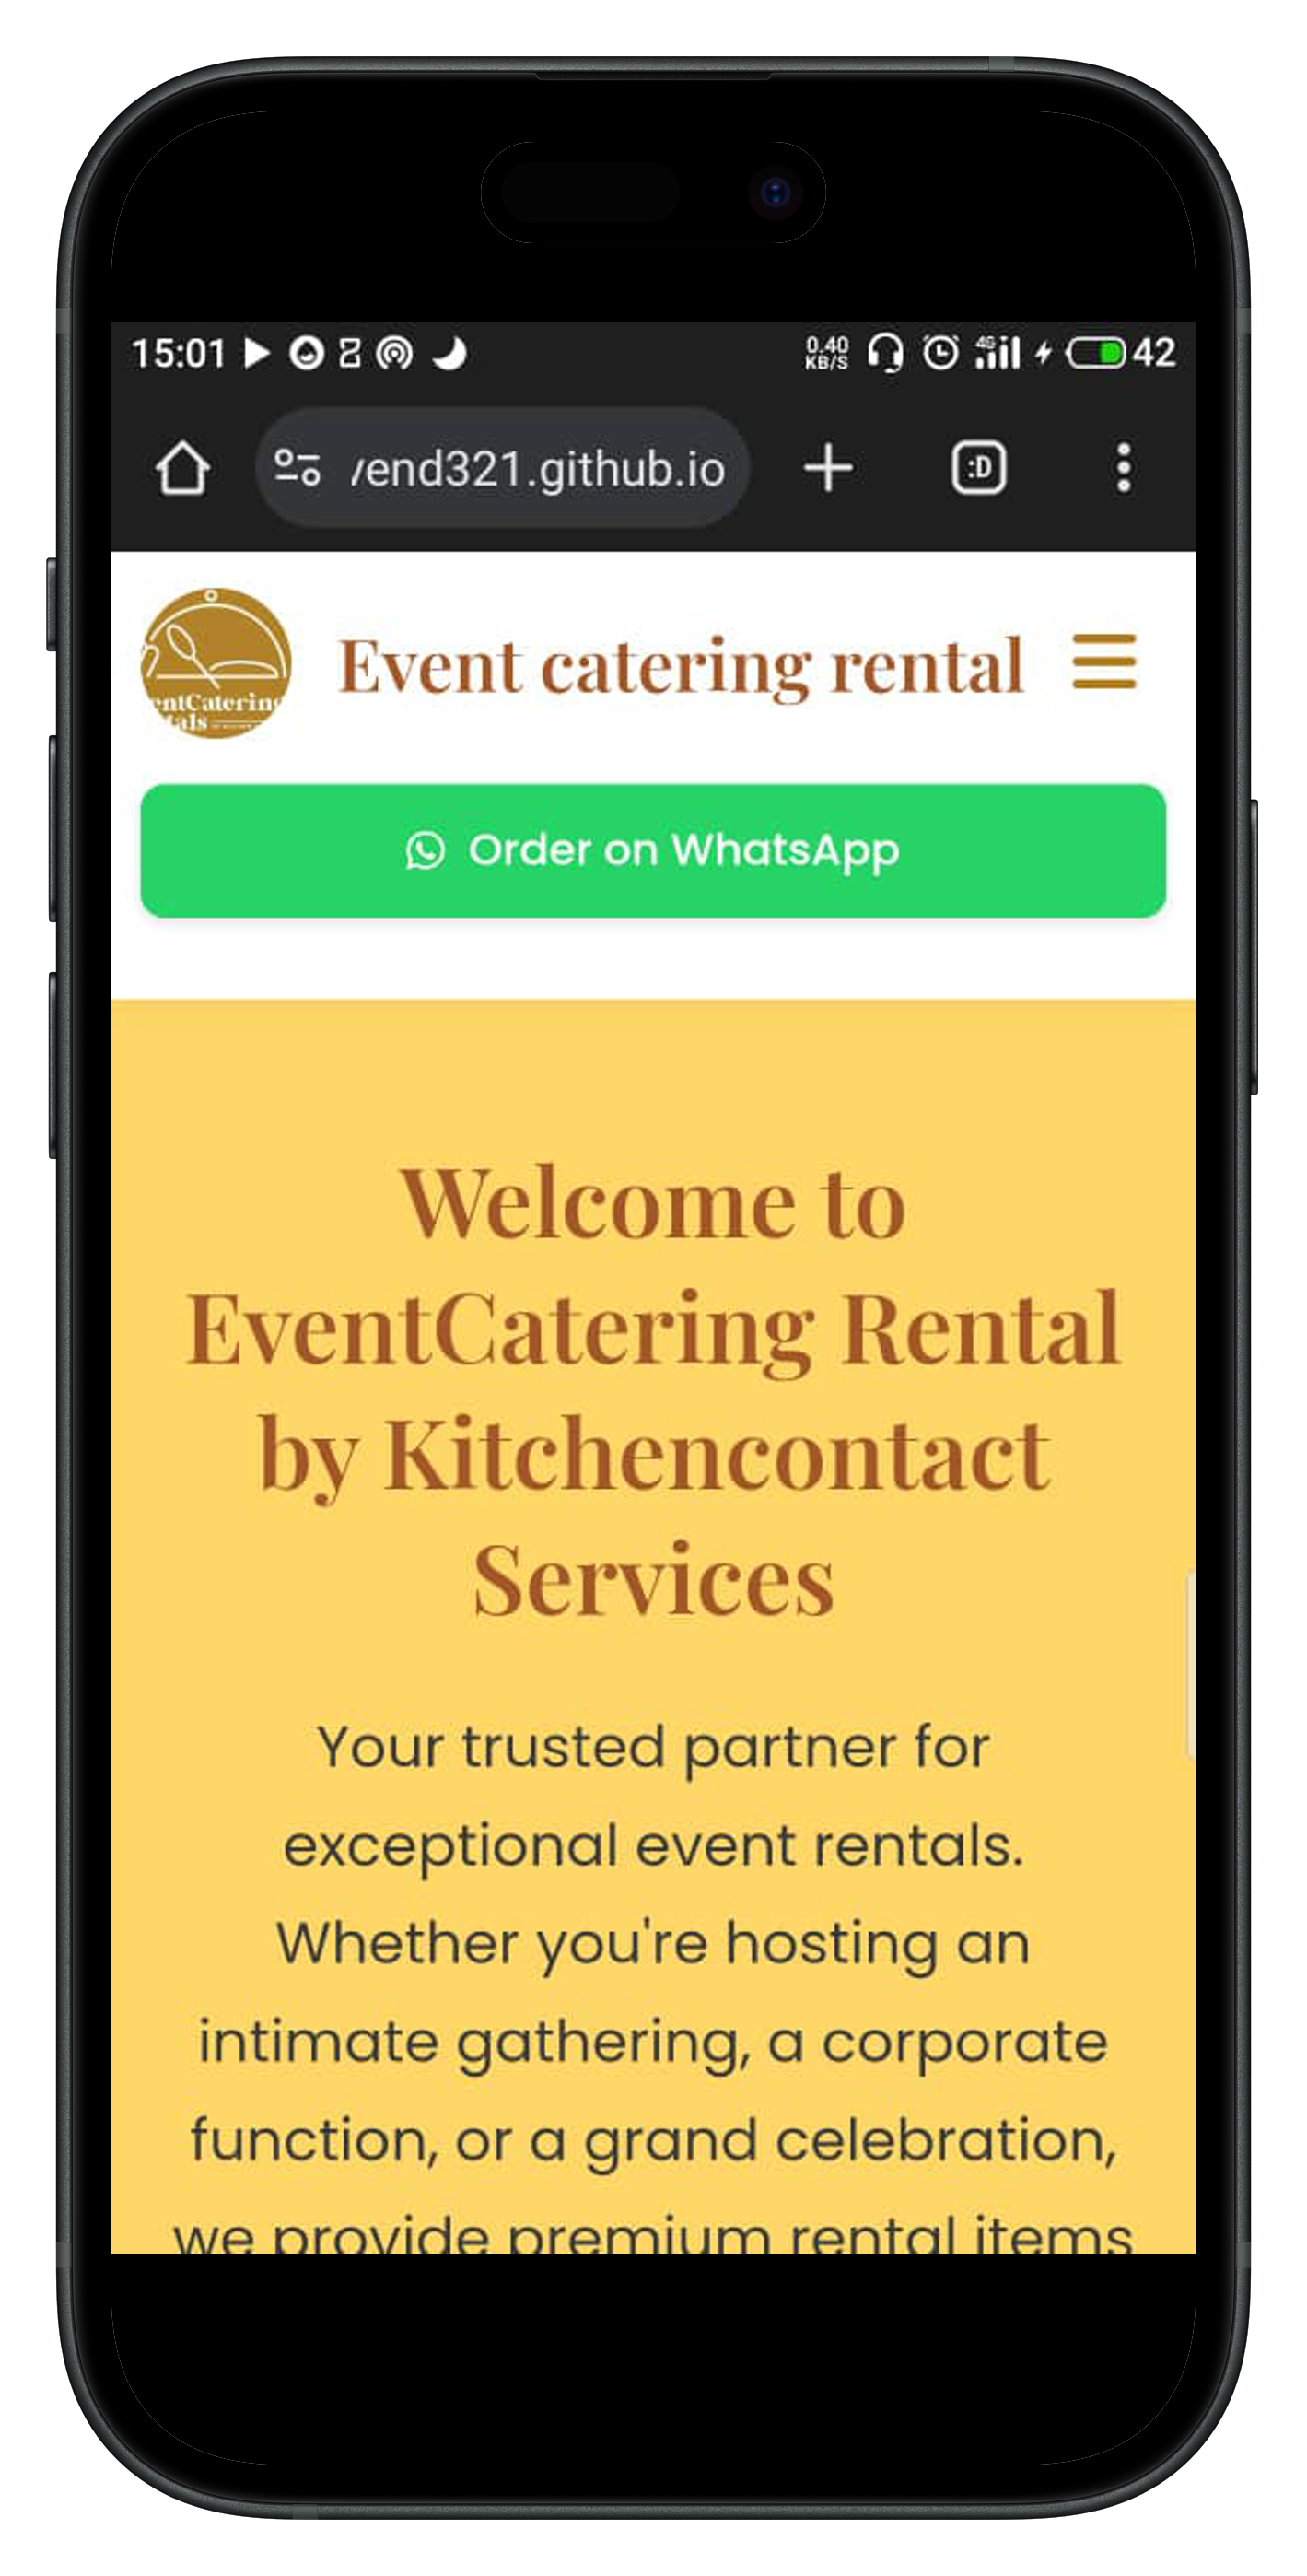 15:01
0.40
KB/S
4G
42
/end321.github.io
:D
Event catering rental
entCatering
tals
Order on WhatsApp
Welcome to
EventCatering Rental
by Kitchencontact
Services
Your trusted partner for
exceptional event rentals.
Whether you're hosting an
intimate gathering, a corporate
function, or a grand celebration,
we provide premium rental items